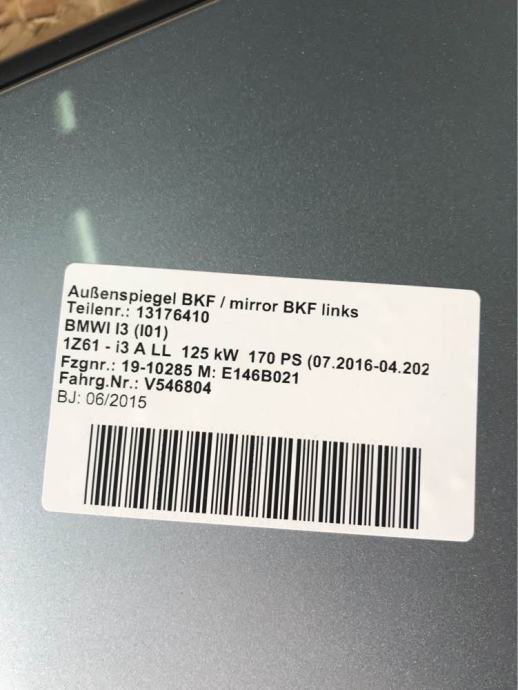 Außenspiegel BKF / mirror BKF links
Teilenr.: 13176410
BMWI I3 (I01)
1Z61 - i3 A LL 125 kW 170 PS (07.2016-04.202
Fzgnr.: 19-10285 M: E146B021
Fahrg.Nr.: V546804
BJ: 06/2015